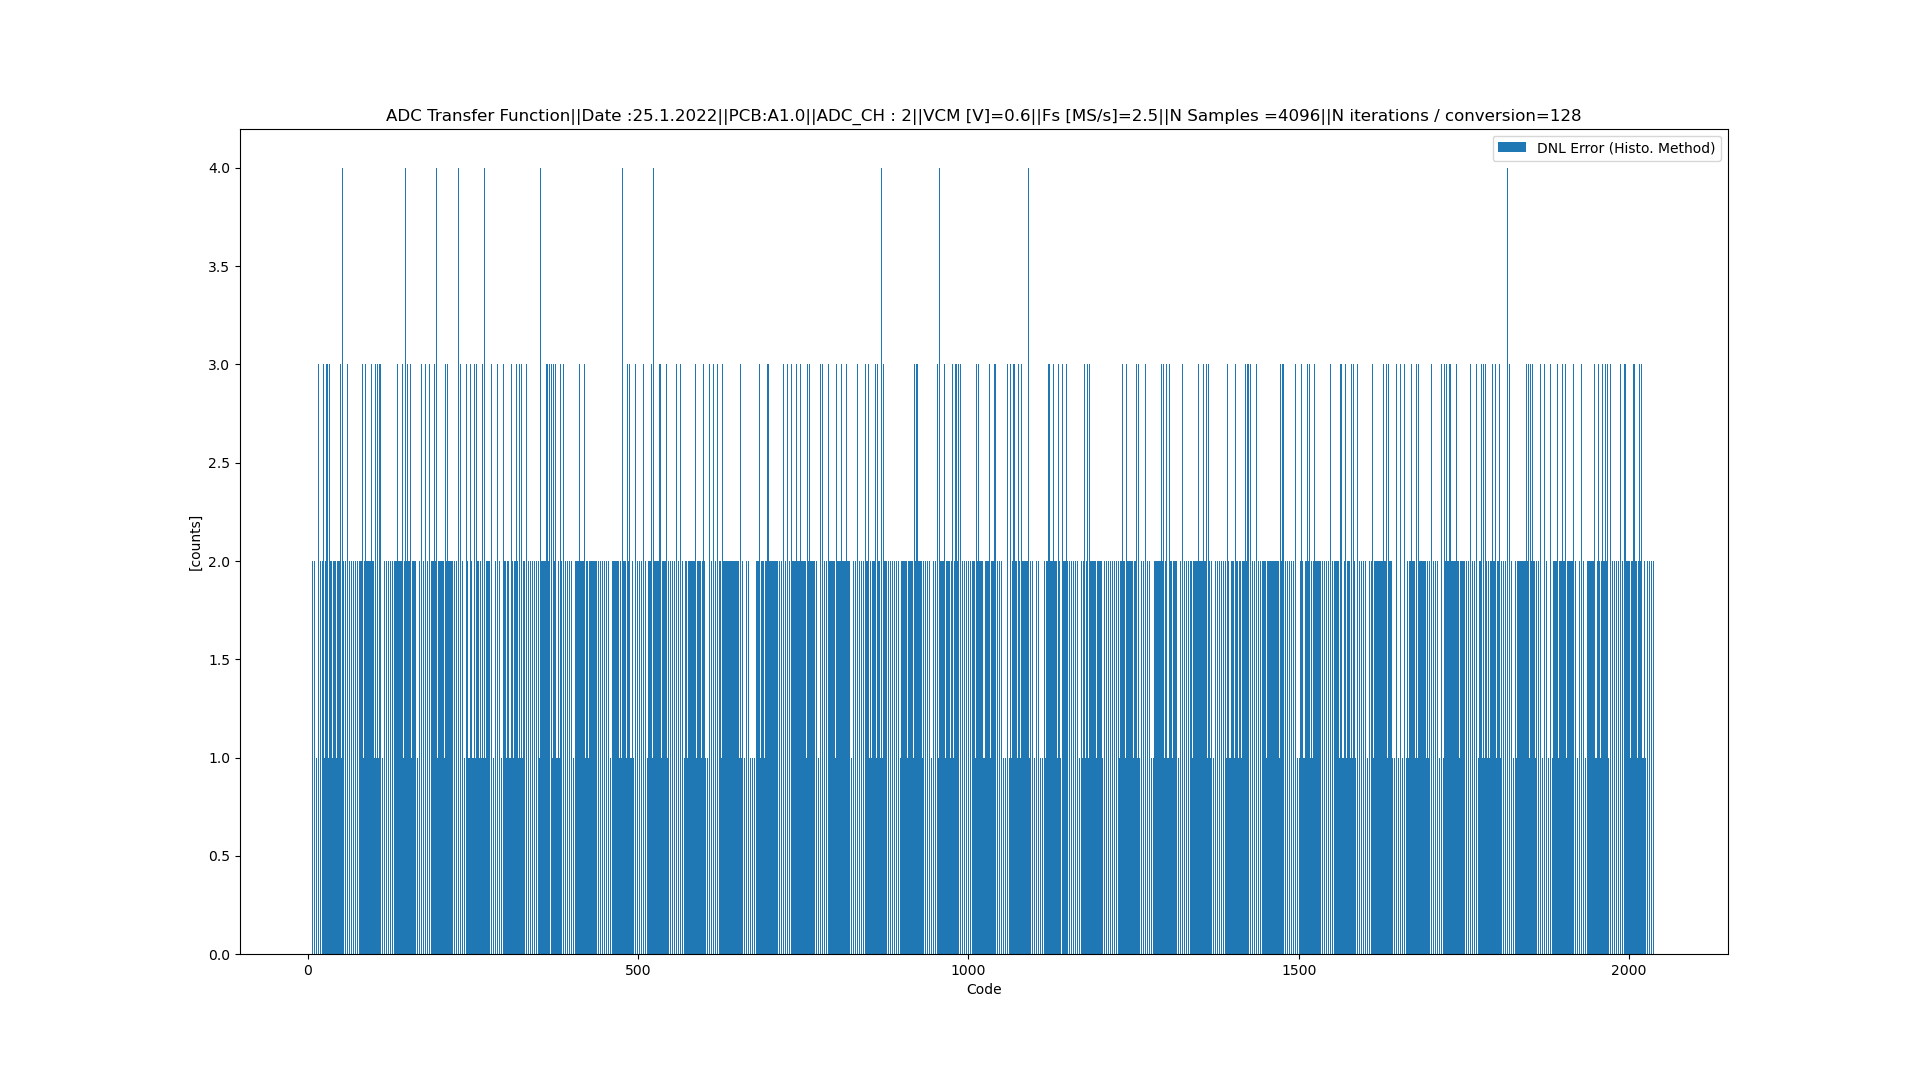 ADC Transfer Function||Date :25.1.2022||PCB:A1.0||ADC_CH : 2||VCM [V]=0.6||Fs [MS/s]=2.5||N Samples =4096||N iterations / conversion=128
DNL Error (Histo. Method)
4.0
3.5
3.0
2.5
2.0
1.5
1.0
0.5
0.0
[counts]
0 500 1000 1500 2000
Code